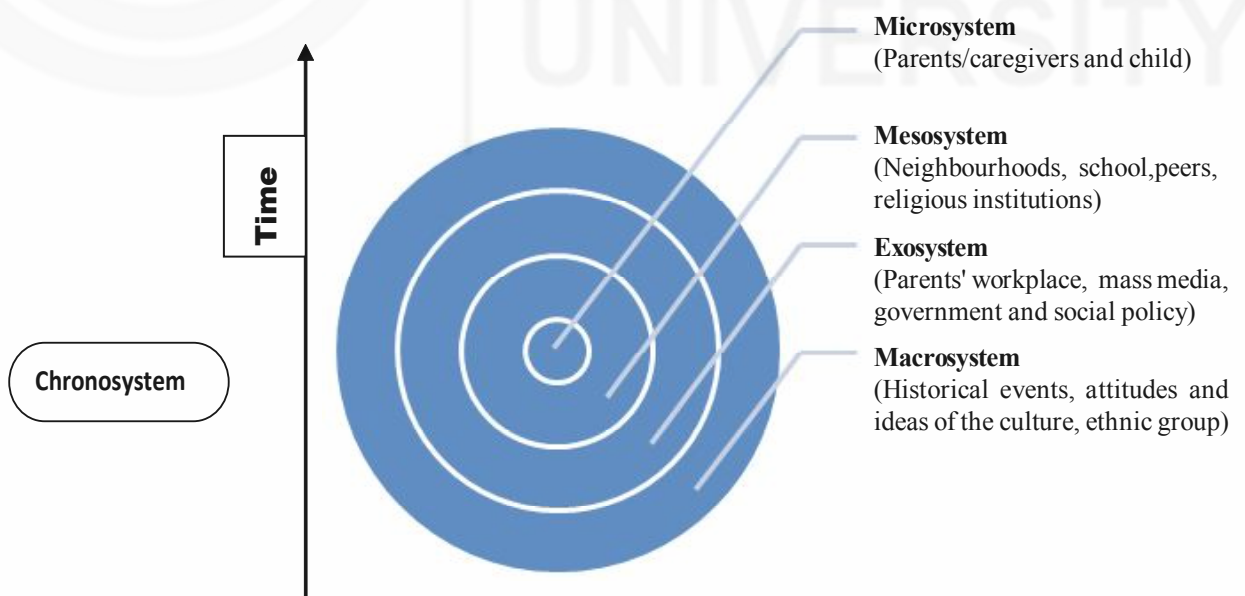 UNIVERSITY
Microsystem
(Parents/caregivers and child)
Mesosystem
(Neighbourhoods, school,peers,
religious institutions)
Time
Exosystem
(Parents' workplace, mass media,
government and social policy)
Chronosystem
Macrosystem
(Historical events, attitudes and
ideas of the culture, ethnic group)